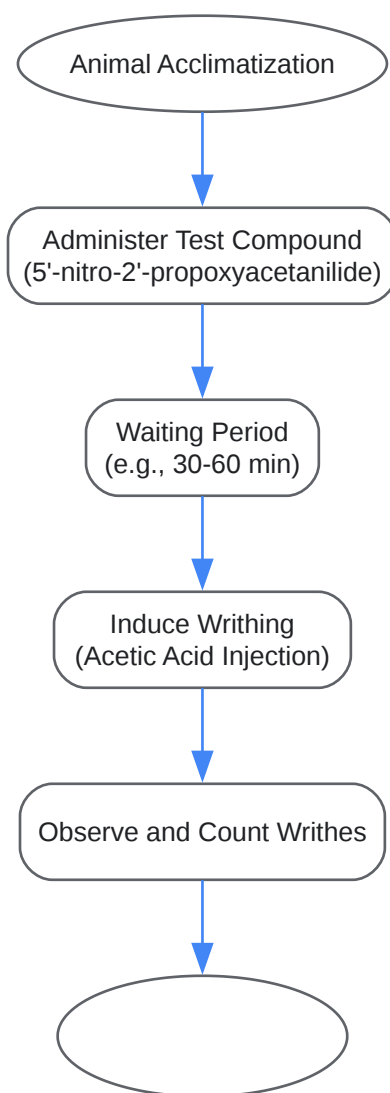 Animal Acclimatization
Administer Test Compound
(5'-nitro-2'-propoxyacetanilide)
Waiting Period
(e.g., 30-60 min)
Induce Writhing
(Acetic Acid Injection)
Observe and Count Writhes